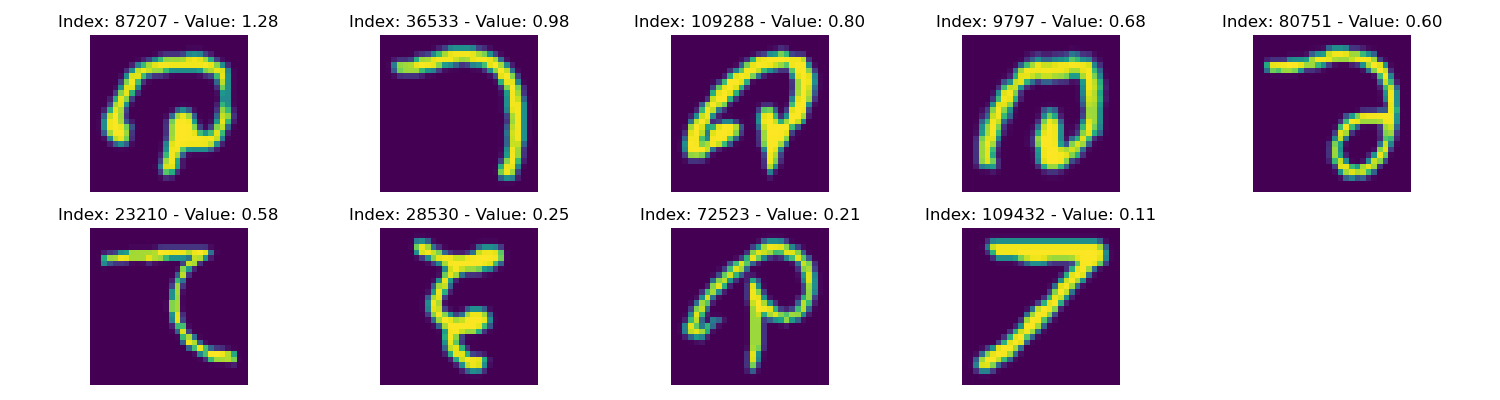 Index: 87207 - Value: 1.28 Index: 36533 - Value: 0.98 Index: 109288 - Value: 0.80 Index: 9797 - Value: 0.68 Index: 80751 - Value: 0.60
Index: 23210 - Value: 0.58 Index: 28530 - Value: 0.25 Index: 72523 - Value: 0.21 Index: 109432 - Value: 0.11